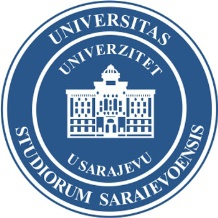 UNIVERSITAS
STUDIORUM SARAIEVOENSIS
UNIVERZITET
U SARAJEVU